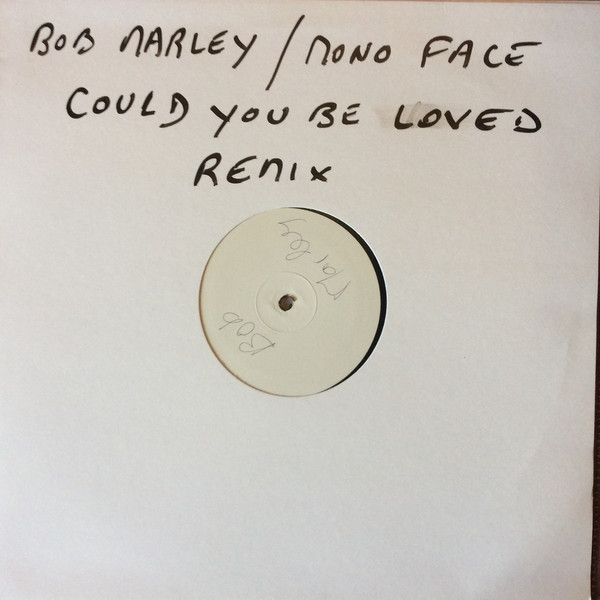 BOB MARLEY / MONO FACE
COULD YOU BE LOVED
REMIX
Bob
Marley